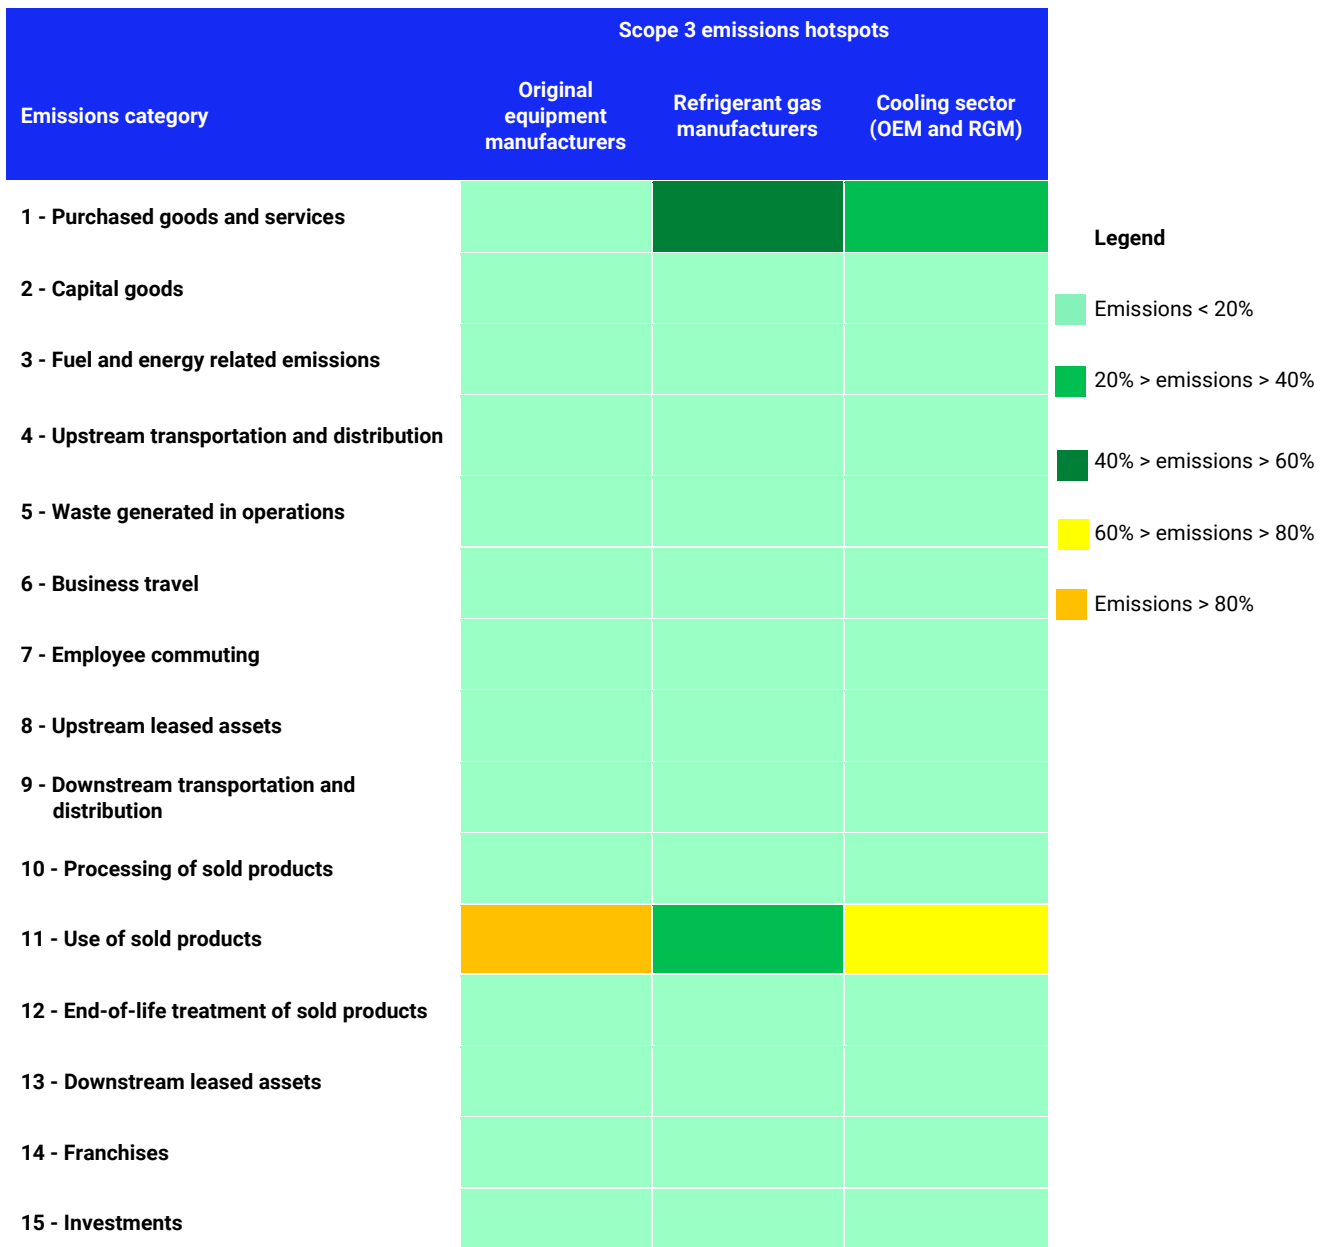 Scope 3 emissions hotspots
Emissions category
Original
equipment
manufacturers
Refrigerant gas
manufacturers
Cooling sector
(OEM and RGM)
1 - Purchased goods and services
2 - Capital goods
3 - Fuel and energy related emissions
4 - Upstream transportation and distribution
5 - Waste generated in operations
6 - Business travel
7 - Employee commuting
8 - Upstream leased assets
9 - Downstream transportation and
distribution
10 - Processing of sold products
11 - Use of sold products
12 - End-of-life treatment of sold products
13 - Downstream leased assets
14 - Franchises
15 - Investments
Legend
Emissions < 20%
20% > emissions > 40%
40% > emissions > 60%
60% > emissions > 80%
Emissions > 80%